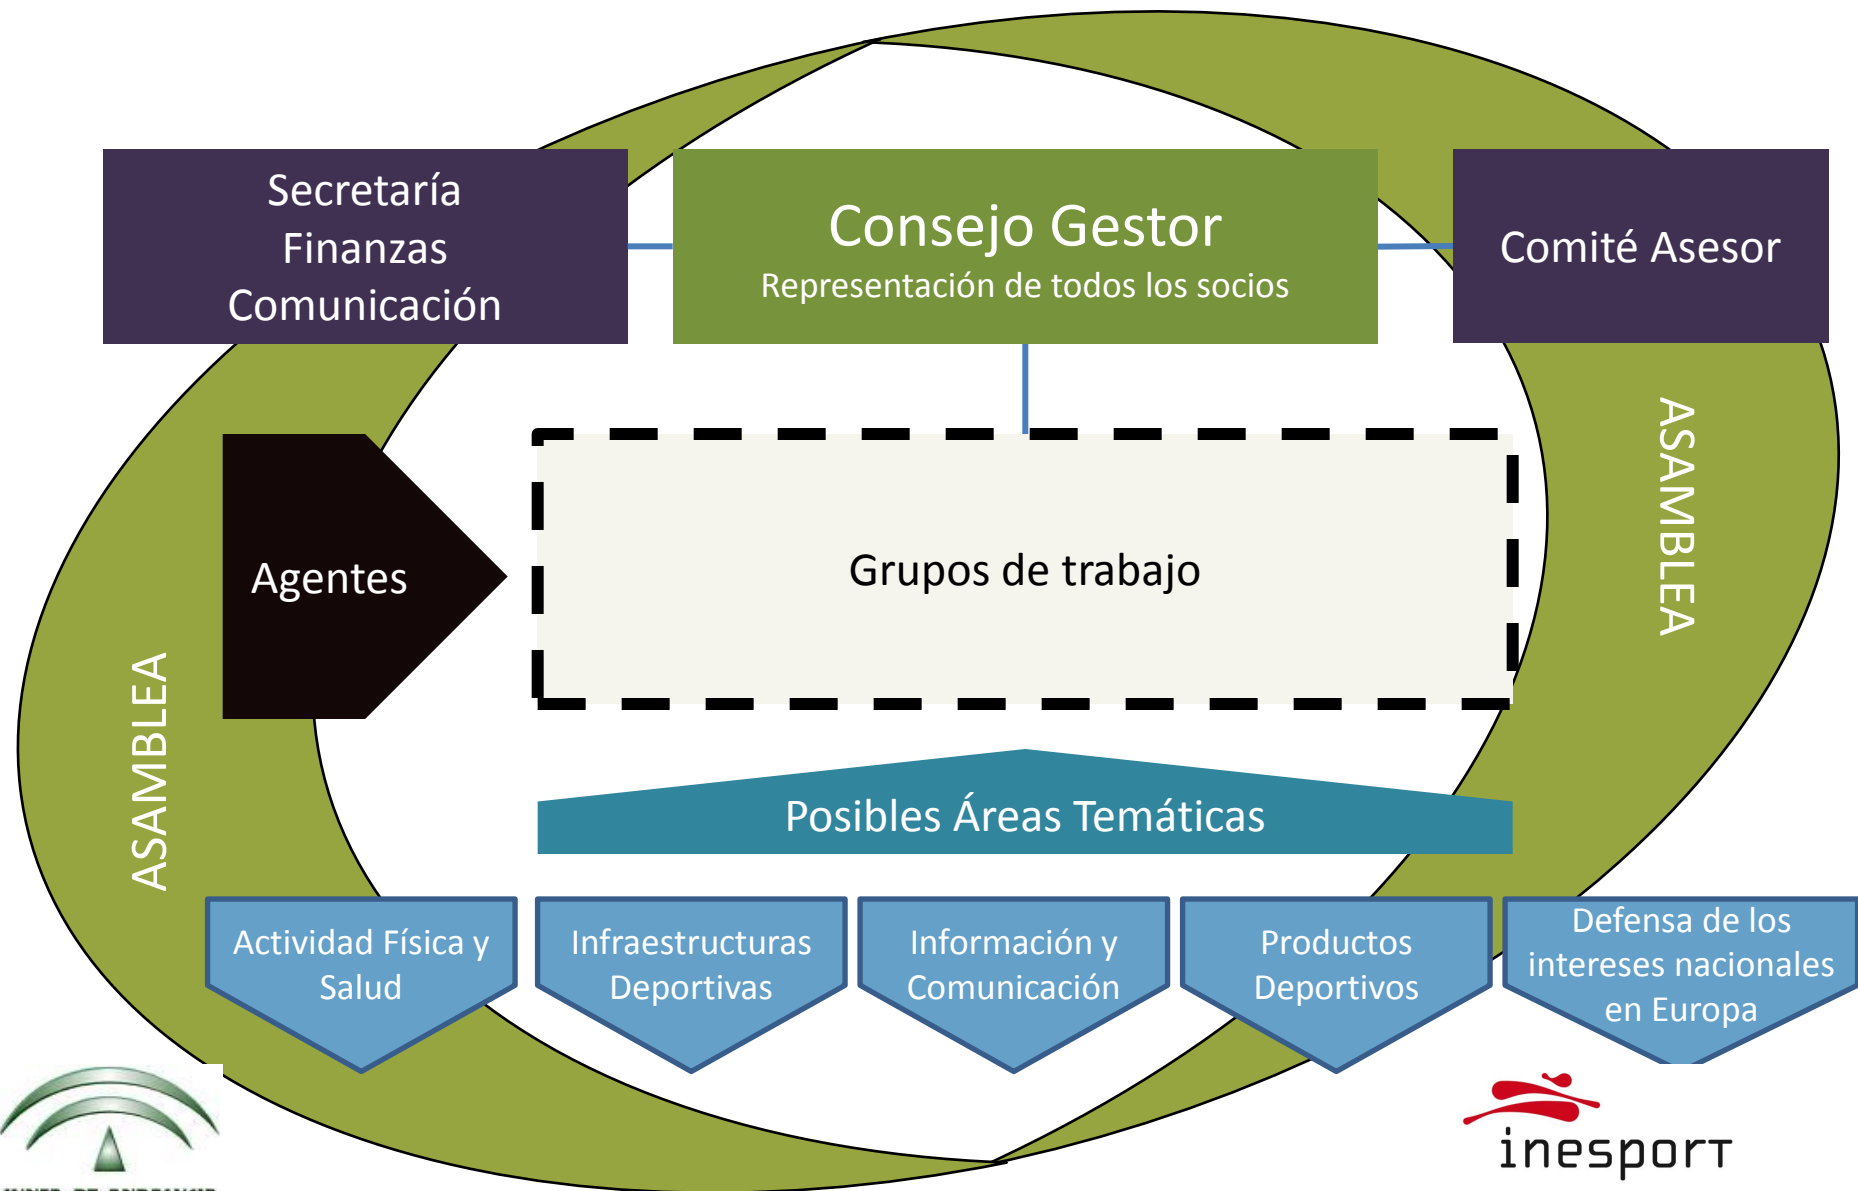 Secretaría
Finanzas
Comunicación
Consejo Gestor
Representación de todos los socios
Comité Asesor
ASAMBLEA
Agentes
Grupos de trabajo
ASAMBLEA
Posibles Áreas Temáticas
Actividad Física y
Salud
Infraestructuras
Deportivas
Información y
Comunicación
Productos
Deportivos
Defensa de los
intereses nacionales
en Europa
inesport